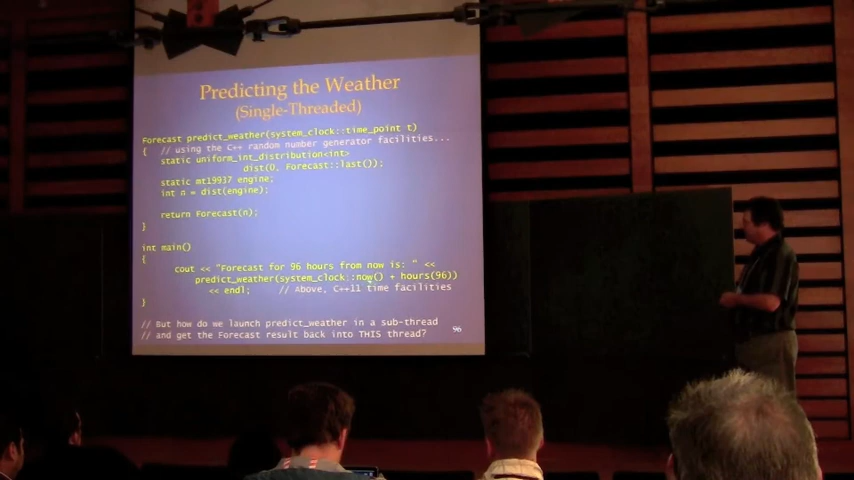 Predicting the Weather
(Single-Threaded)
Forecast predict_weather(system_clock::time_point t)
{ // using the C++ random number generator facilities...
static uniform_int_distribution<int>
dist(0, Forecast::last());
static mt19937 engine;
int n = dist(engine);
return Forecast(n);
}
int main()
{
cout << "Forecast for 96 hours from now is: " <<
predict_weather(system_clock::now() + hours(96))
<< endl; // Above, C++11 time facilities
}
// But how do we launch predict_weather in a sub-thread
// and get the Forecast result back into THIS thread?
96